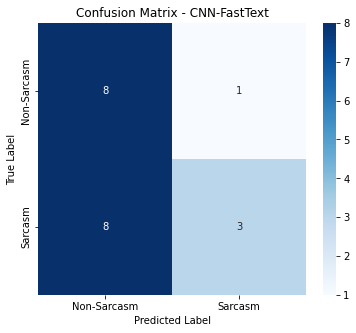 Confusion Matrix - CNN-FastText
True Label
Non-Sarcasm
Sarcasm
8
1
8
3
Non-Sarcasm
Sarcasm
Predicted Label
8
7
6
5
4
3
2
1